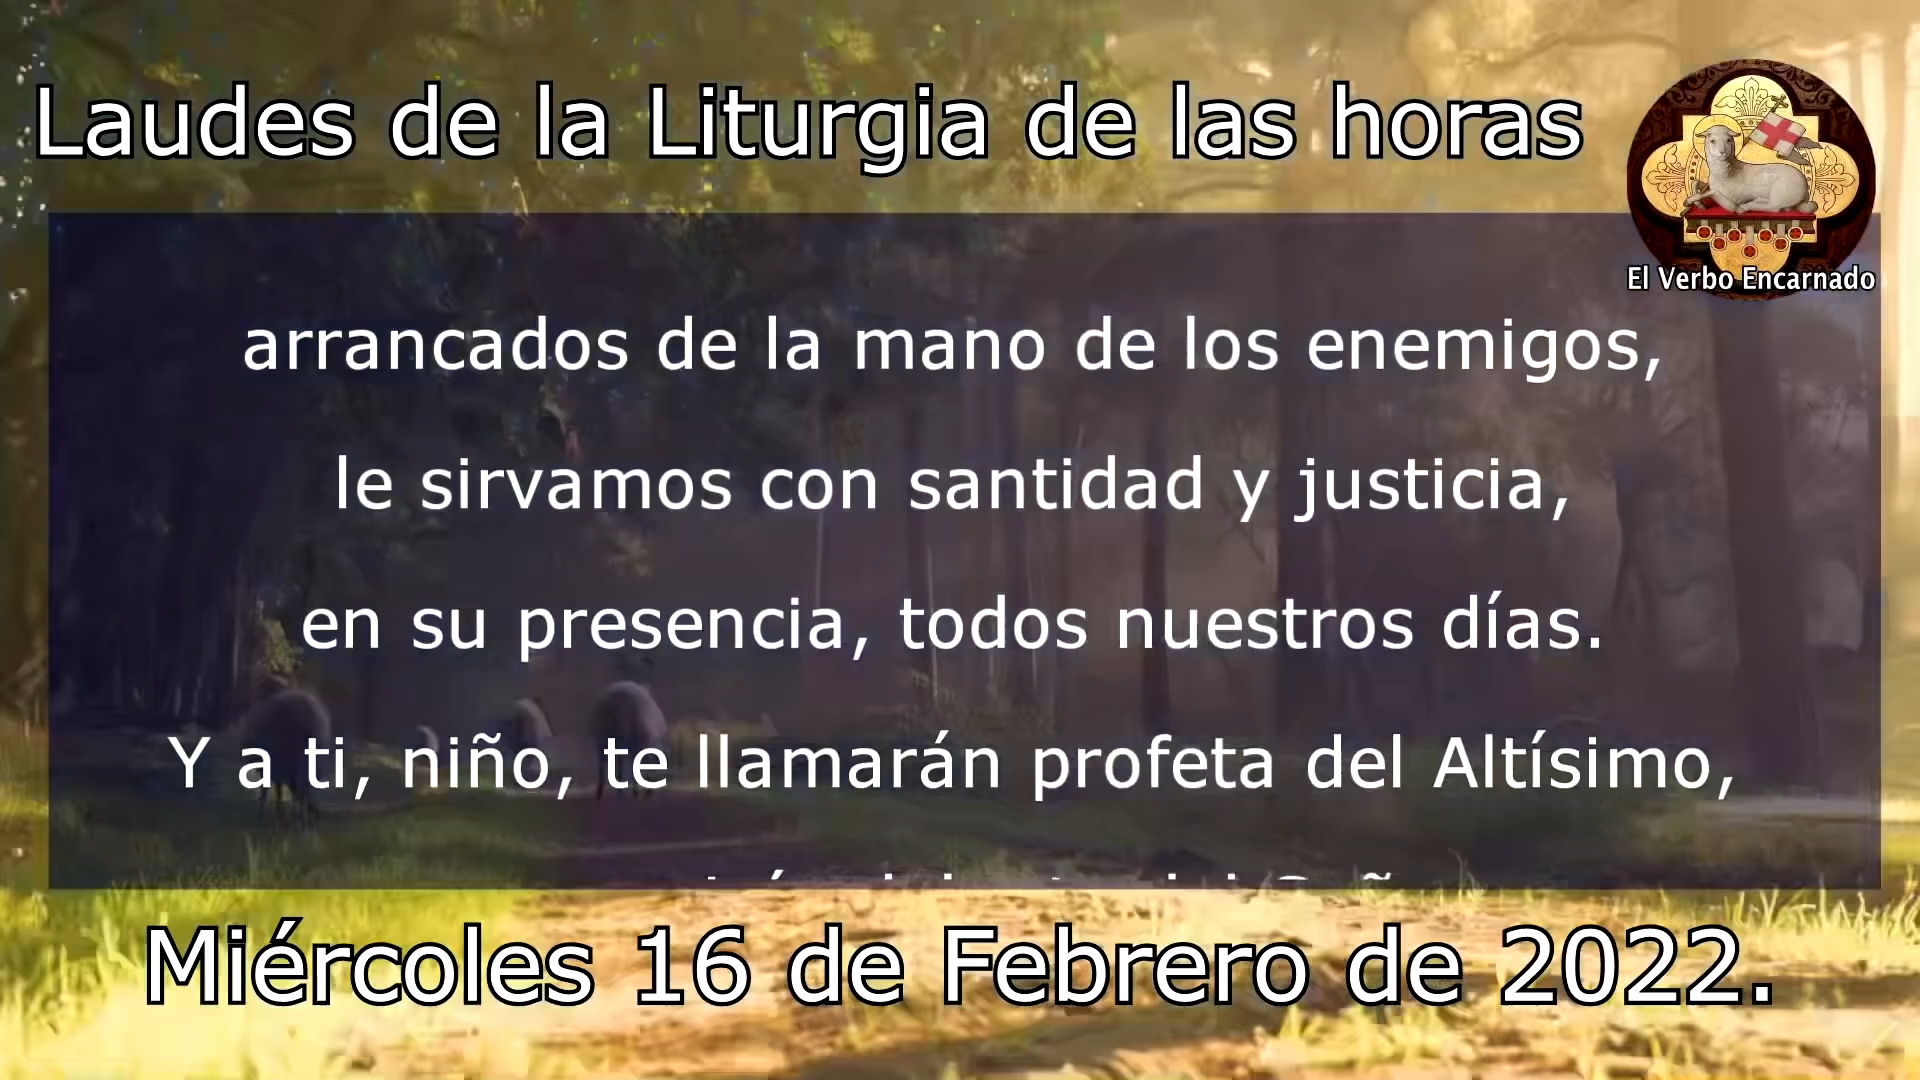 Laudes de la Liturgia de las horas
El Verbo Encarnado
arrancados de la mano de los enemigos,
le sirvamos con santidad y justicia,
en su presencia, todos nuestros días.
Y a ti, niño, te llamarán profeta del Altísimo,
Miércoles 16 de Febrero de 2022.